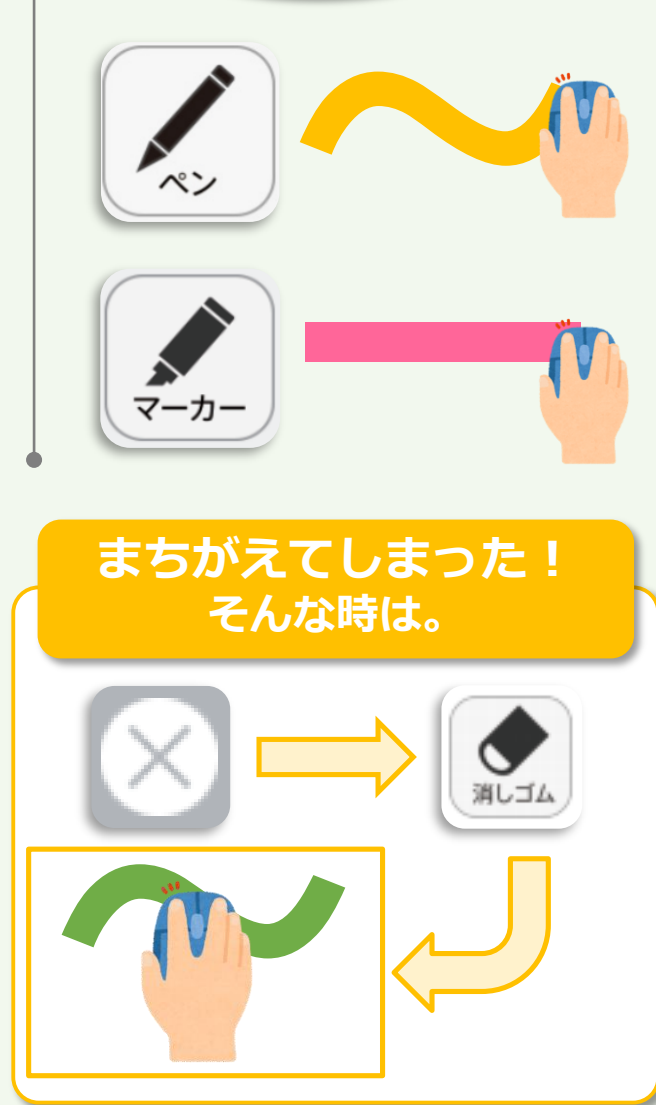 ペン
マーカー
まちがえてしまった！
そんな時は。
消しゴム